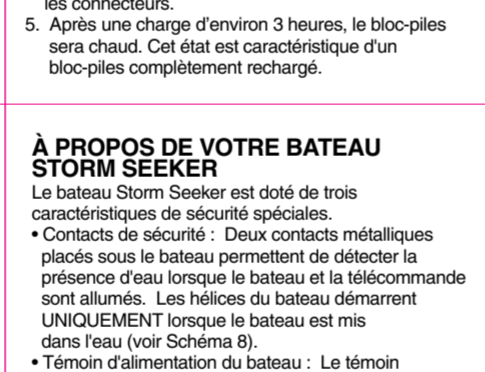 les connecteurs.
5. Après une charge d'environ 3 heures, le bloc-piles
sera chaud. Cet état est caractéristique d'un
bloc-piles complètement rechargé.
À PROPOS DE VOTRE BATEAU
STORM SEEKER
Le bateau Storm Seeker est doté de trois
caractéristiques de sécurité spéciales.
• Contacts de sécurité : Deux contacts métalliques
placés sous le bateau permettent de détecter la
présence d'eau lorsque le bateau et la télécommande
sont allumés. Les hélices du bateau démarrent
UNIQUEMENT lorsque le bateau est mis
dans l'eau (voir Schéma 8).
• Témoin d'alimentation du bateau : Le témoin